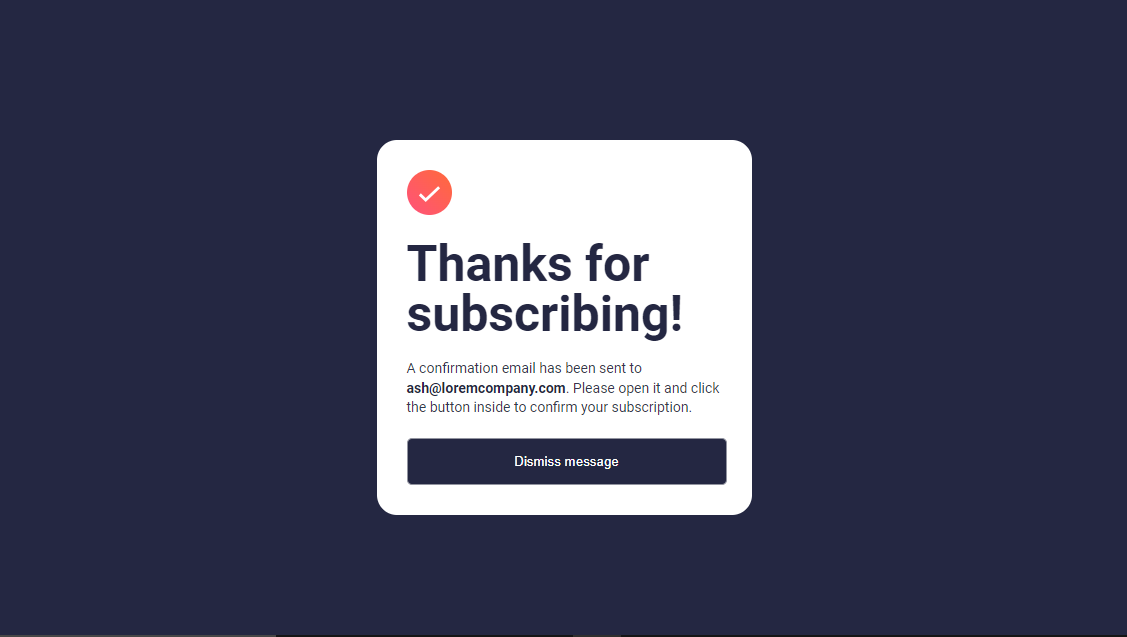 Thanks for
subscribing!
A confirmation email has been sent to
ash@loremcompany.com. Please open it and click
the button inside to confirm your subscription.
Dismiss message